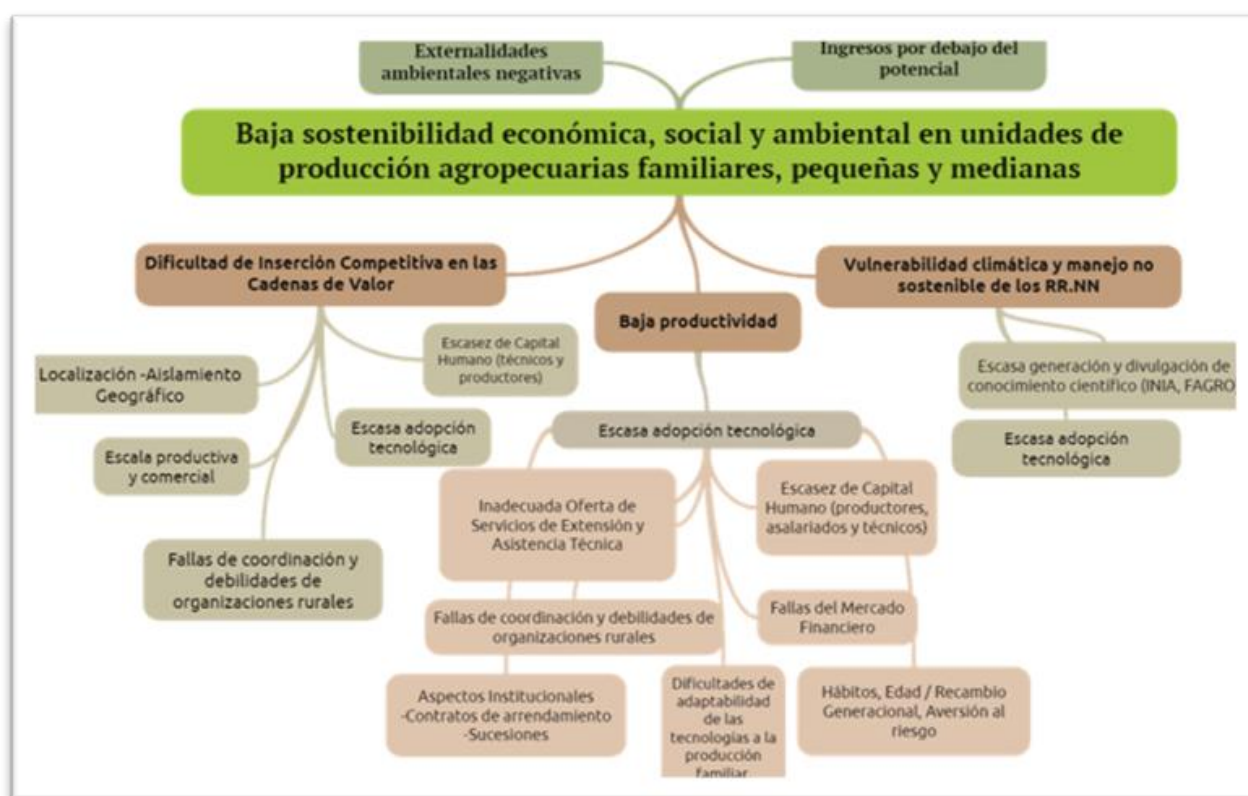 Externalidades
ambientales negativas
Ingresos por debajo del
potencial
Baja sostenibilidad económica, social y ambiental en unidades de
producción agropecuarias familiares, pequeñas y medianas
Dificultad de Inserción Competitiva en las
Cadenas de Valor
Baja productividad
Vulnerabilidad climática y manejo no
sostenible de los RR.NN
Localización -Aislamiento
Geográfico
Escasez de Capital
Humano (técnicos y
productores)
Escala productiva
y comercial
Escasa adopción
tecnológica
Fallas de coordinación y
debilidades de
organizaciones rurales
Escasa adopción tecnológica
Inadecuada Oferta de
Servicios de Extensión y
Asistencia Técnica
Escasez de Capital
Humano (productores,
asalariados y técnicos)
Fallas de coordinación y debilidades de
organizaciones rurales
Fallas del Mercado
Financiero
Aspectos Institucionales
-Contratos de arrendamiento
-Sucesiones
Dificultades de
adaptabilidad
de las
tecnologías a la
producción
familiar
Hábitos, Edad / Recambio
Generacional, Aversión al
riesgo
Escasa generación y divulgación de
conocimiento científico (INIA, FAGRO
Escasa adopción
tecnológica